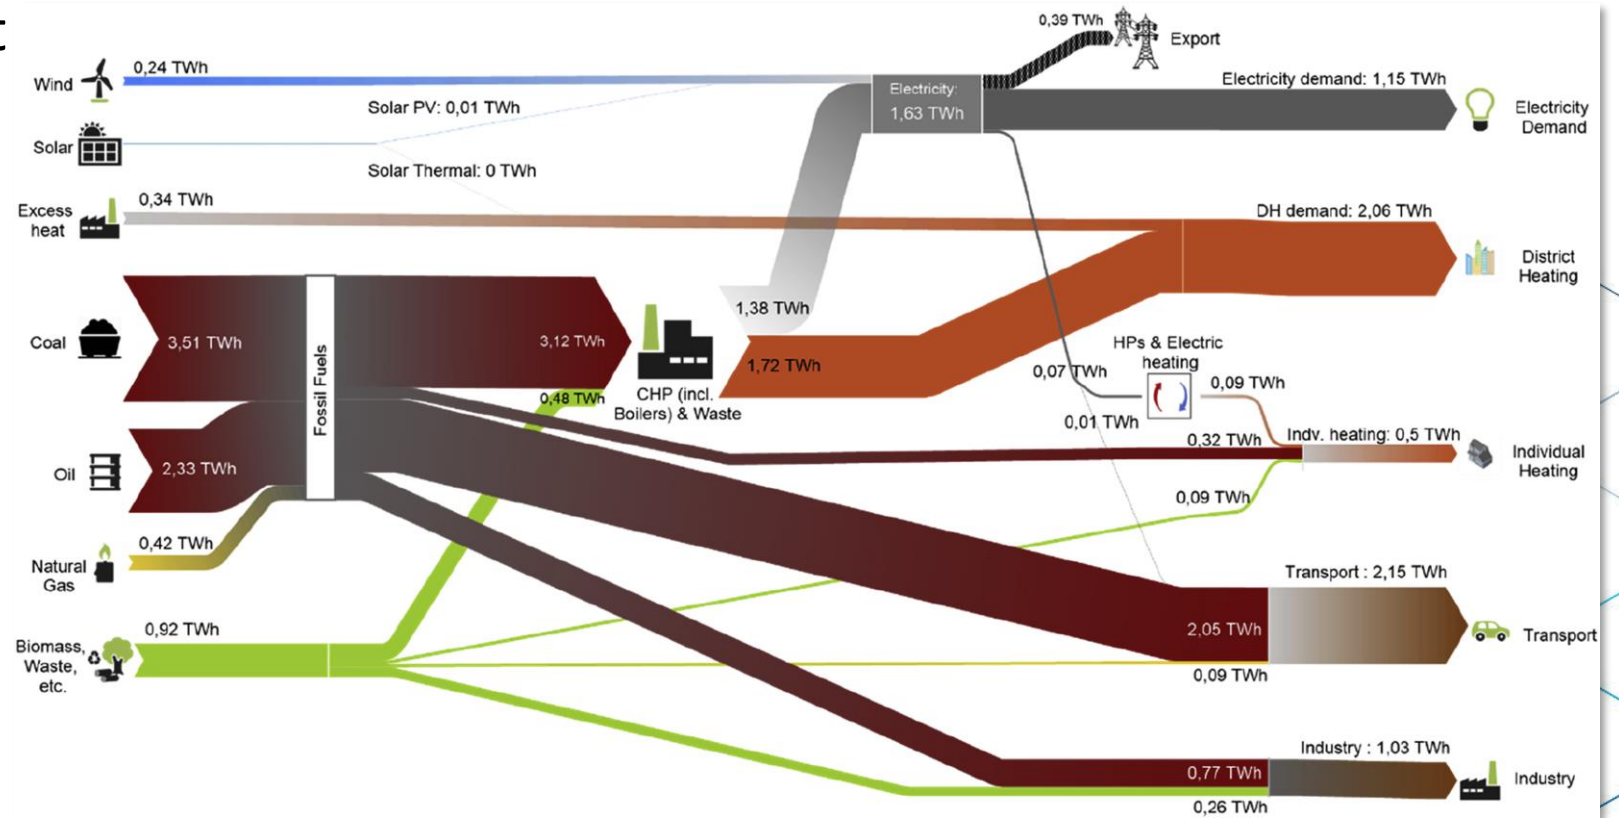 t
0,39 TWh
Export
Wind
0,24 TWh
Electricity:
1,63 TWh
Electricity demand: 1,15 TWh
Electricity
Demand
Solar PV: 0,01 TWh
Solar
Solar Thermal: 0 TWh
Excess
heat
0,34 TWh
DH demand: 2,06 TWh
District
Heating
Coal
3,51 TWh
Fossil Fuels
3,12 TWh
0,48 TWh
CHP (incl.
Boilers) & Waste
1,38 TWh
1,72 TWh
HPs & Electric
heating
0,07 TWh
0,09 TWh
0,01 TWh
0,32 TWh
Indv. heating: 0,5 TWh
Individual
Heating
Oil
2,33 TWh
0,09 TWh
Natural
Gas
0,42 TWh
Transport : 2,15 TWh
2,05 TWh
Transport
0,09 TWh
Biomass,
Waste,
etc.
0,92 TWh
Industry : 1,03 TWh
0,77 TWh
Industry
0,26 TWh